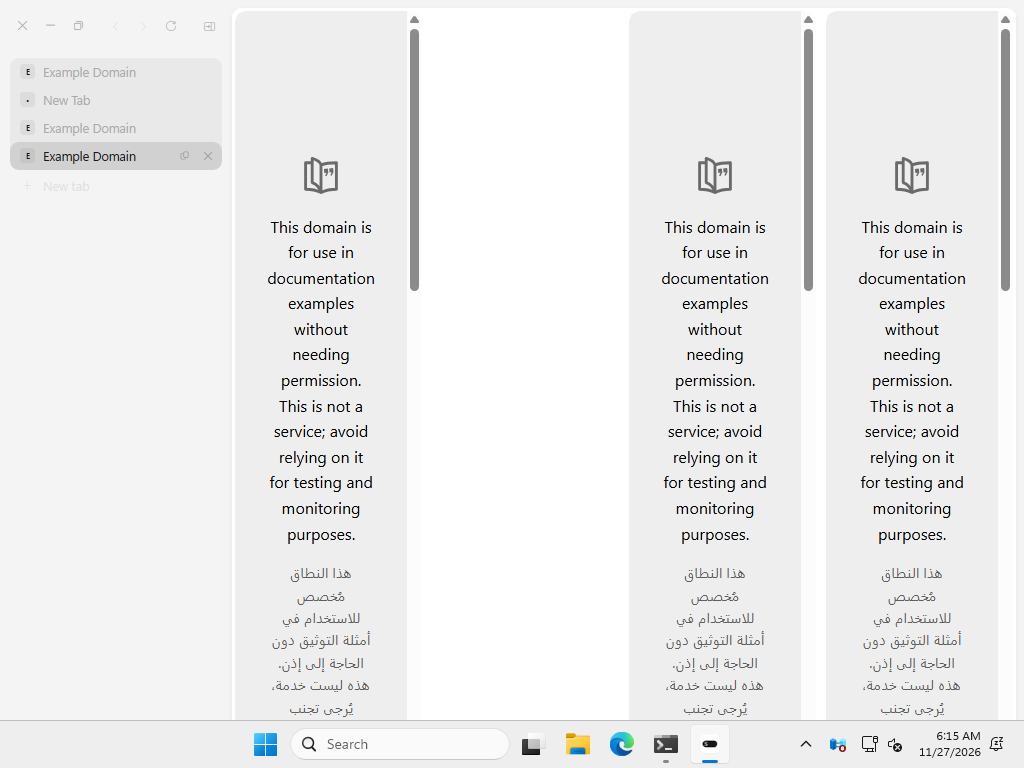 Example Domain
New Tab
Example Domain
Example Domain
New tab
This domain is
for use in
documentation
examples
without
needing
permission.
This is not a
service; avoid
relying on it
for testing and
monitoring
purposes.
هذا النطاق
مُخصص
للاستخدام في
أمثلة التوثيق دون
الحاجة إلى إذن.
هذه ليست خدمة،
يُرجى تجنب
This domain is
for use in
documentation
examples
without
needing
permission.
This is not a
service; avoid
relying on it
for testing and
monitoring
purposes.
هذا النطاق
مُخصص
للاستخدام في
أمثلة التوثيق دون
الحاجة إلى إذن.
هذه ليست خدمة،
يُرجى تجنب
This domain is
for use in
documentation
examples
without
needing
permission.
This is not a
service; avoid
relying on it
for testing and
monitoring
purposes.
هذا النطاق
مُخصص
للاستخدام في
أمثلة التوثيق دون
الحاجة إلى إذن.
هذه ليست خدمة،
يُرجى تجنب
Search
6:15 AM
11/27/2026